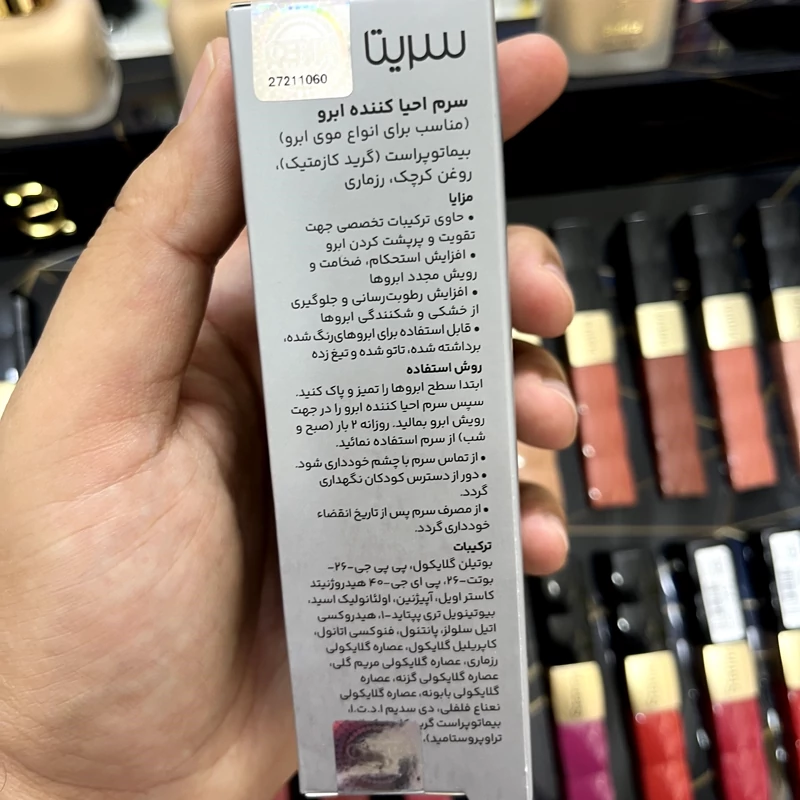 27211060
سریتا
سرم احیا کننده ابرو
(مناسب برای انواع موی ابرو)
بیماتوپراست (گرید کازمتیک)،
روغن کرچک، رزماری
مزایا
• حاوی ترکیبات تخصصی جهت
تقویت و پرپشت کردن ابرو
• افزایش استحکام، ضخامت و
رویش مجدد ابروها
• افزایش رطوبت‌رسانی و جلوگیری
از خشکی و شکنندگی ابروها
• قابل استفاده برای ابروهای‌رنگ شده،
برداشته شده، تاتو شده و تیغ زده
روش استفاده
ابتدا سطح ابروها را تمیز و پاک کنید.
سپس سرم احیا کننده ابرو را در جهت
رویش ابرو بمالید. روزانه ۲ بار (صبح و
شب) از سرم استفاده نمائید.
• از تماس سرم با چشم خودداری شود.
• دور از دسترس کودکان نگهداری
گردد.
• از مصرف سرم پس از تاریخ انقضاء
خودداری گردد.
ترکیبات
بوتیلن گلایکول، پی پی جی-۲۶-
بوتت-۲۶، پی ای جی-۴۰ هیدروژنیتد
کاستر اویل، آپیژنین، اولئانولیک اسید،
بیوتینویل تری پپتاید-۱، هیدروکسی
اتیل سلولز، پانتنول، فنوکسی اتانول،
کاپریلیل گلایکول، عصاره گلایکولی
رزماری، عصاره گلایکولی مریم گلی،
عصاره گلایکولی گزنه، عصاره
گلایکولی بابونه، عصاره گلایکولی
نعناع فلفلی، دی سدیم ا.د.ت.ا،
بیماتوپراست
تراوپروستامید)،